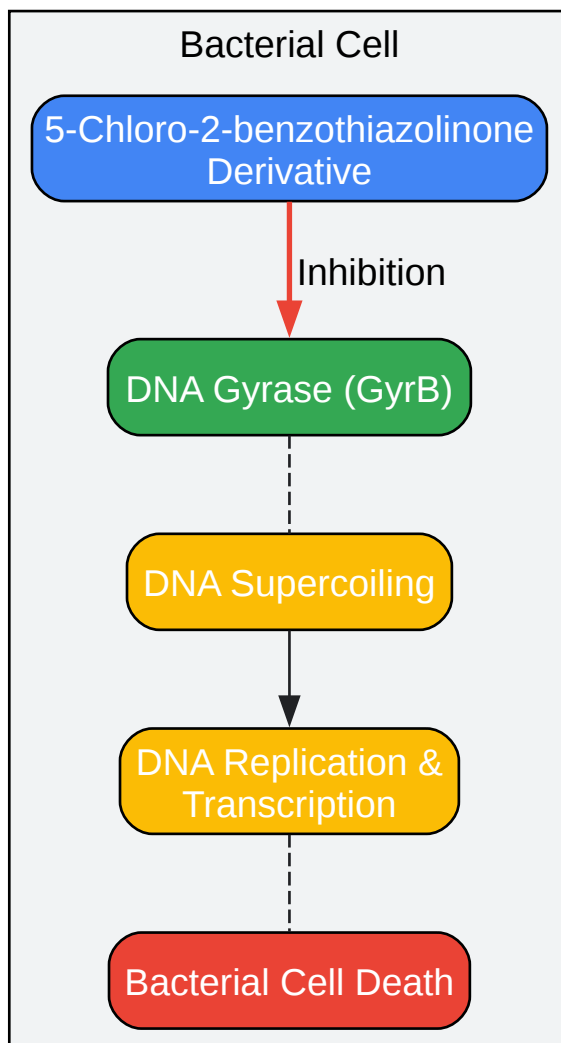 Bacterial Cell
5-Chloro-2-benzothiazolinone
Derivative
Inhibition
DNA Gyrase (GyrB)
DNA Supercoiling
DNA Replication &
Transcription
Bacterial Cell Death